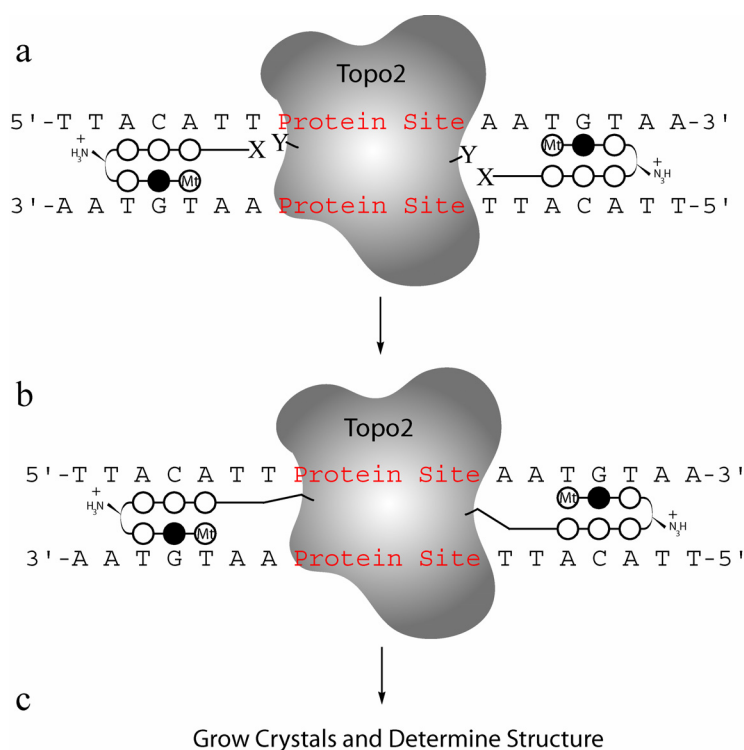 a
Topo2
5'-T T A C A T T Protein Site A A T G T A A-3'
H₃N⁺ X Y Y Mt
Mt X N₃H⁺
3'-A A T G T A A Protein Site T T A C A T T-5'
b
Topo2
5'-T T A C A T T Protein Site A A T G T A A-3'
H₃N⁺ Mt
Mt N₃H⁺
3'-A A T G T A A Protein Site T T A C A T T-5'
c
Grow Crystals and Determine Structure